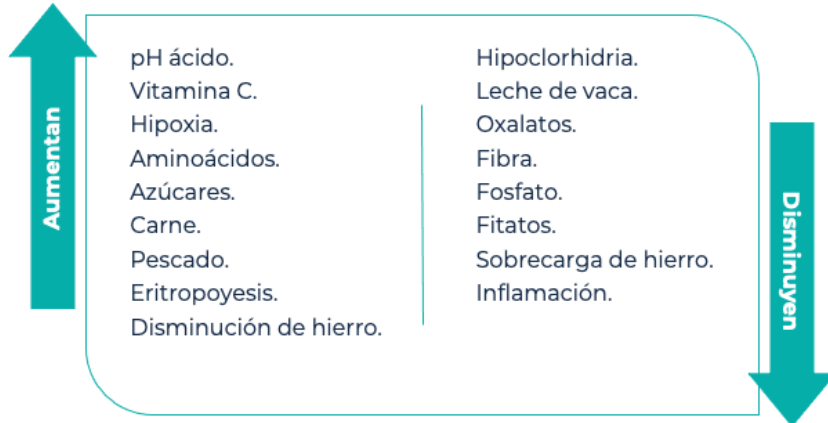 Aumentan
pH ácido.
Vitamina C.
Hipoxia.
Aminoácidos.
Azúcares.
Carne.
Pescado.
Eritropoyesis.
Disminución de hierro.
Hipoclorhidria.
Leche de vaca.
Oxalatos.
Fibra.
Fosfato.
Fitatos.
Sobrecarga de hierro.
Inflamación.
Disminuyen